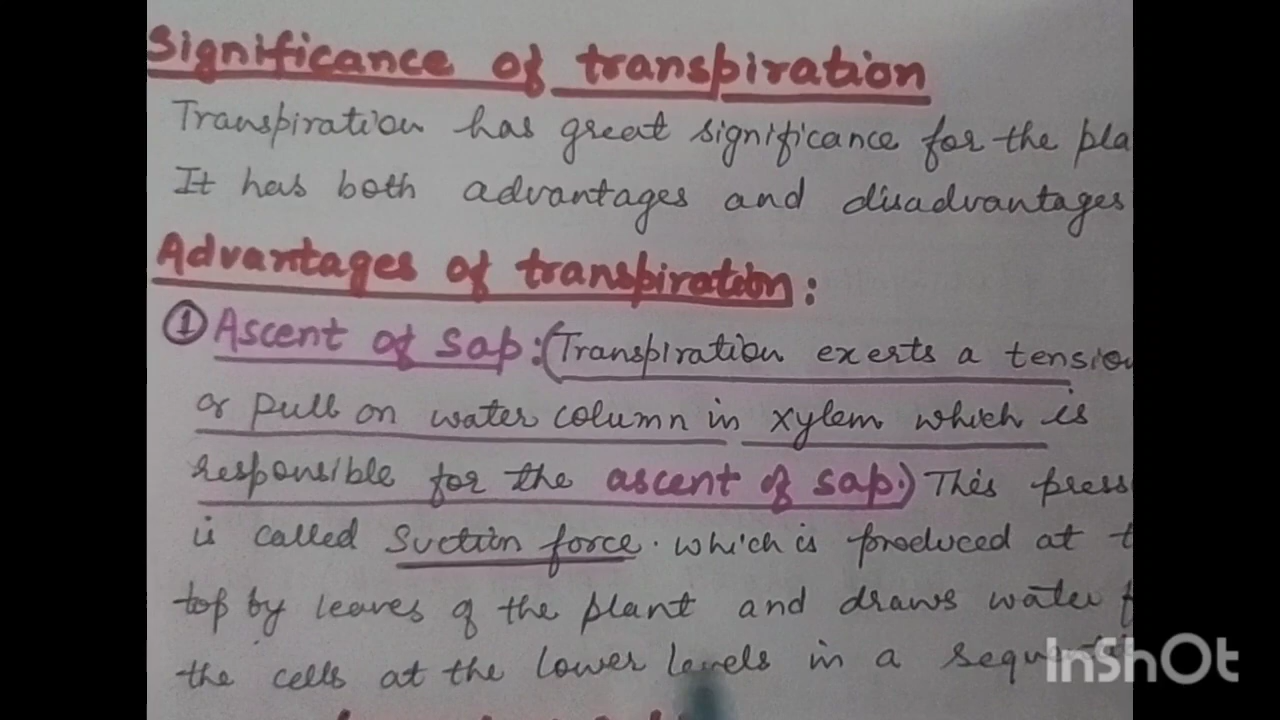 Significance of transpiration
Transpiration has great significance for the pla
It has both advantages and disadvantages
Advantages of transpiration:
① Ascent of Sap: (Transpiration exerts a tension
or pull on water column in xylem which is
responsible for the ascent of sap.) This press
is called Suction force. which is produced at t
top by leaves of the plant and draws water f
the cells at the lower levels in a sequ
InShOt